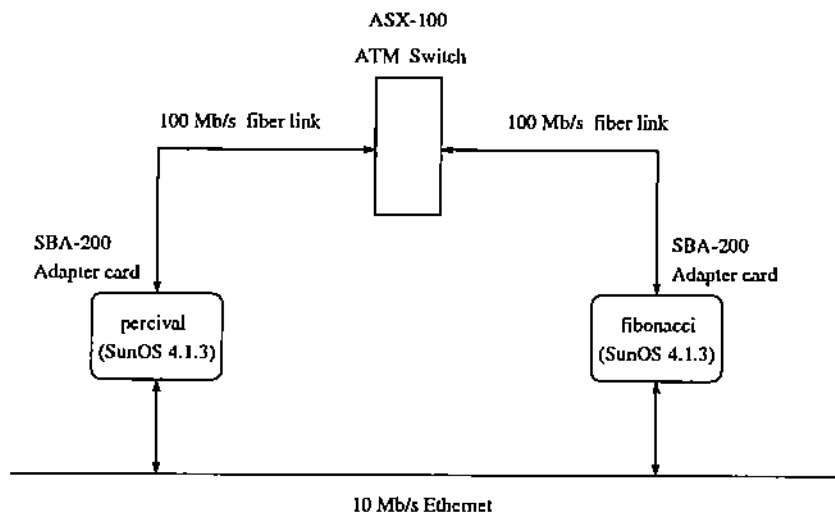 ASX-100
ATM Switch
100 Mb/s fiber link
100 Mb/s fiber link
SBA-200
Adapter card
SBA-200
Adapter card
percival
(SunOS 4.1.3)
fibonacci
(SunOS 4.1.3)
10 Mb/s Ethernet